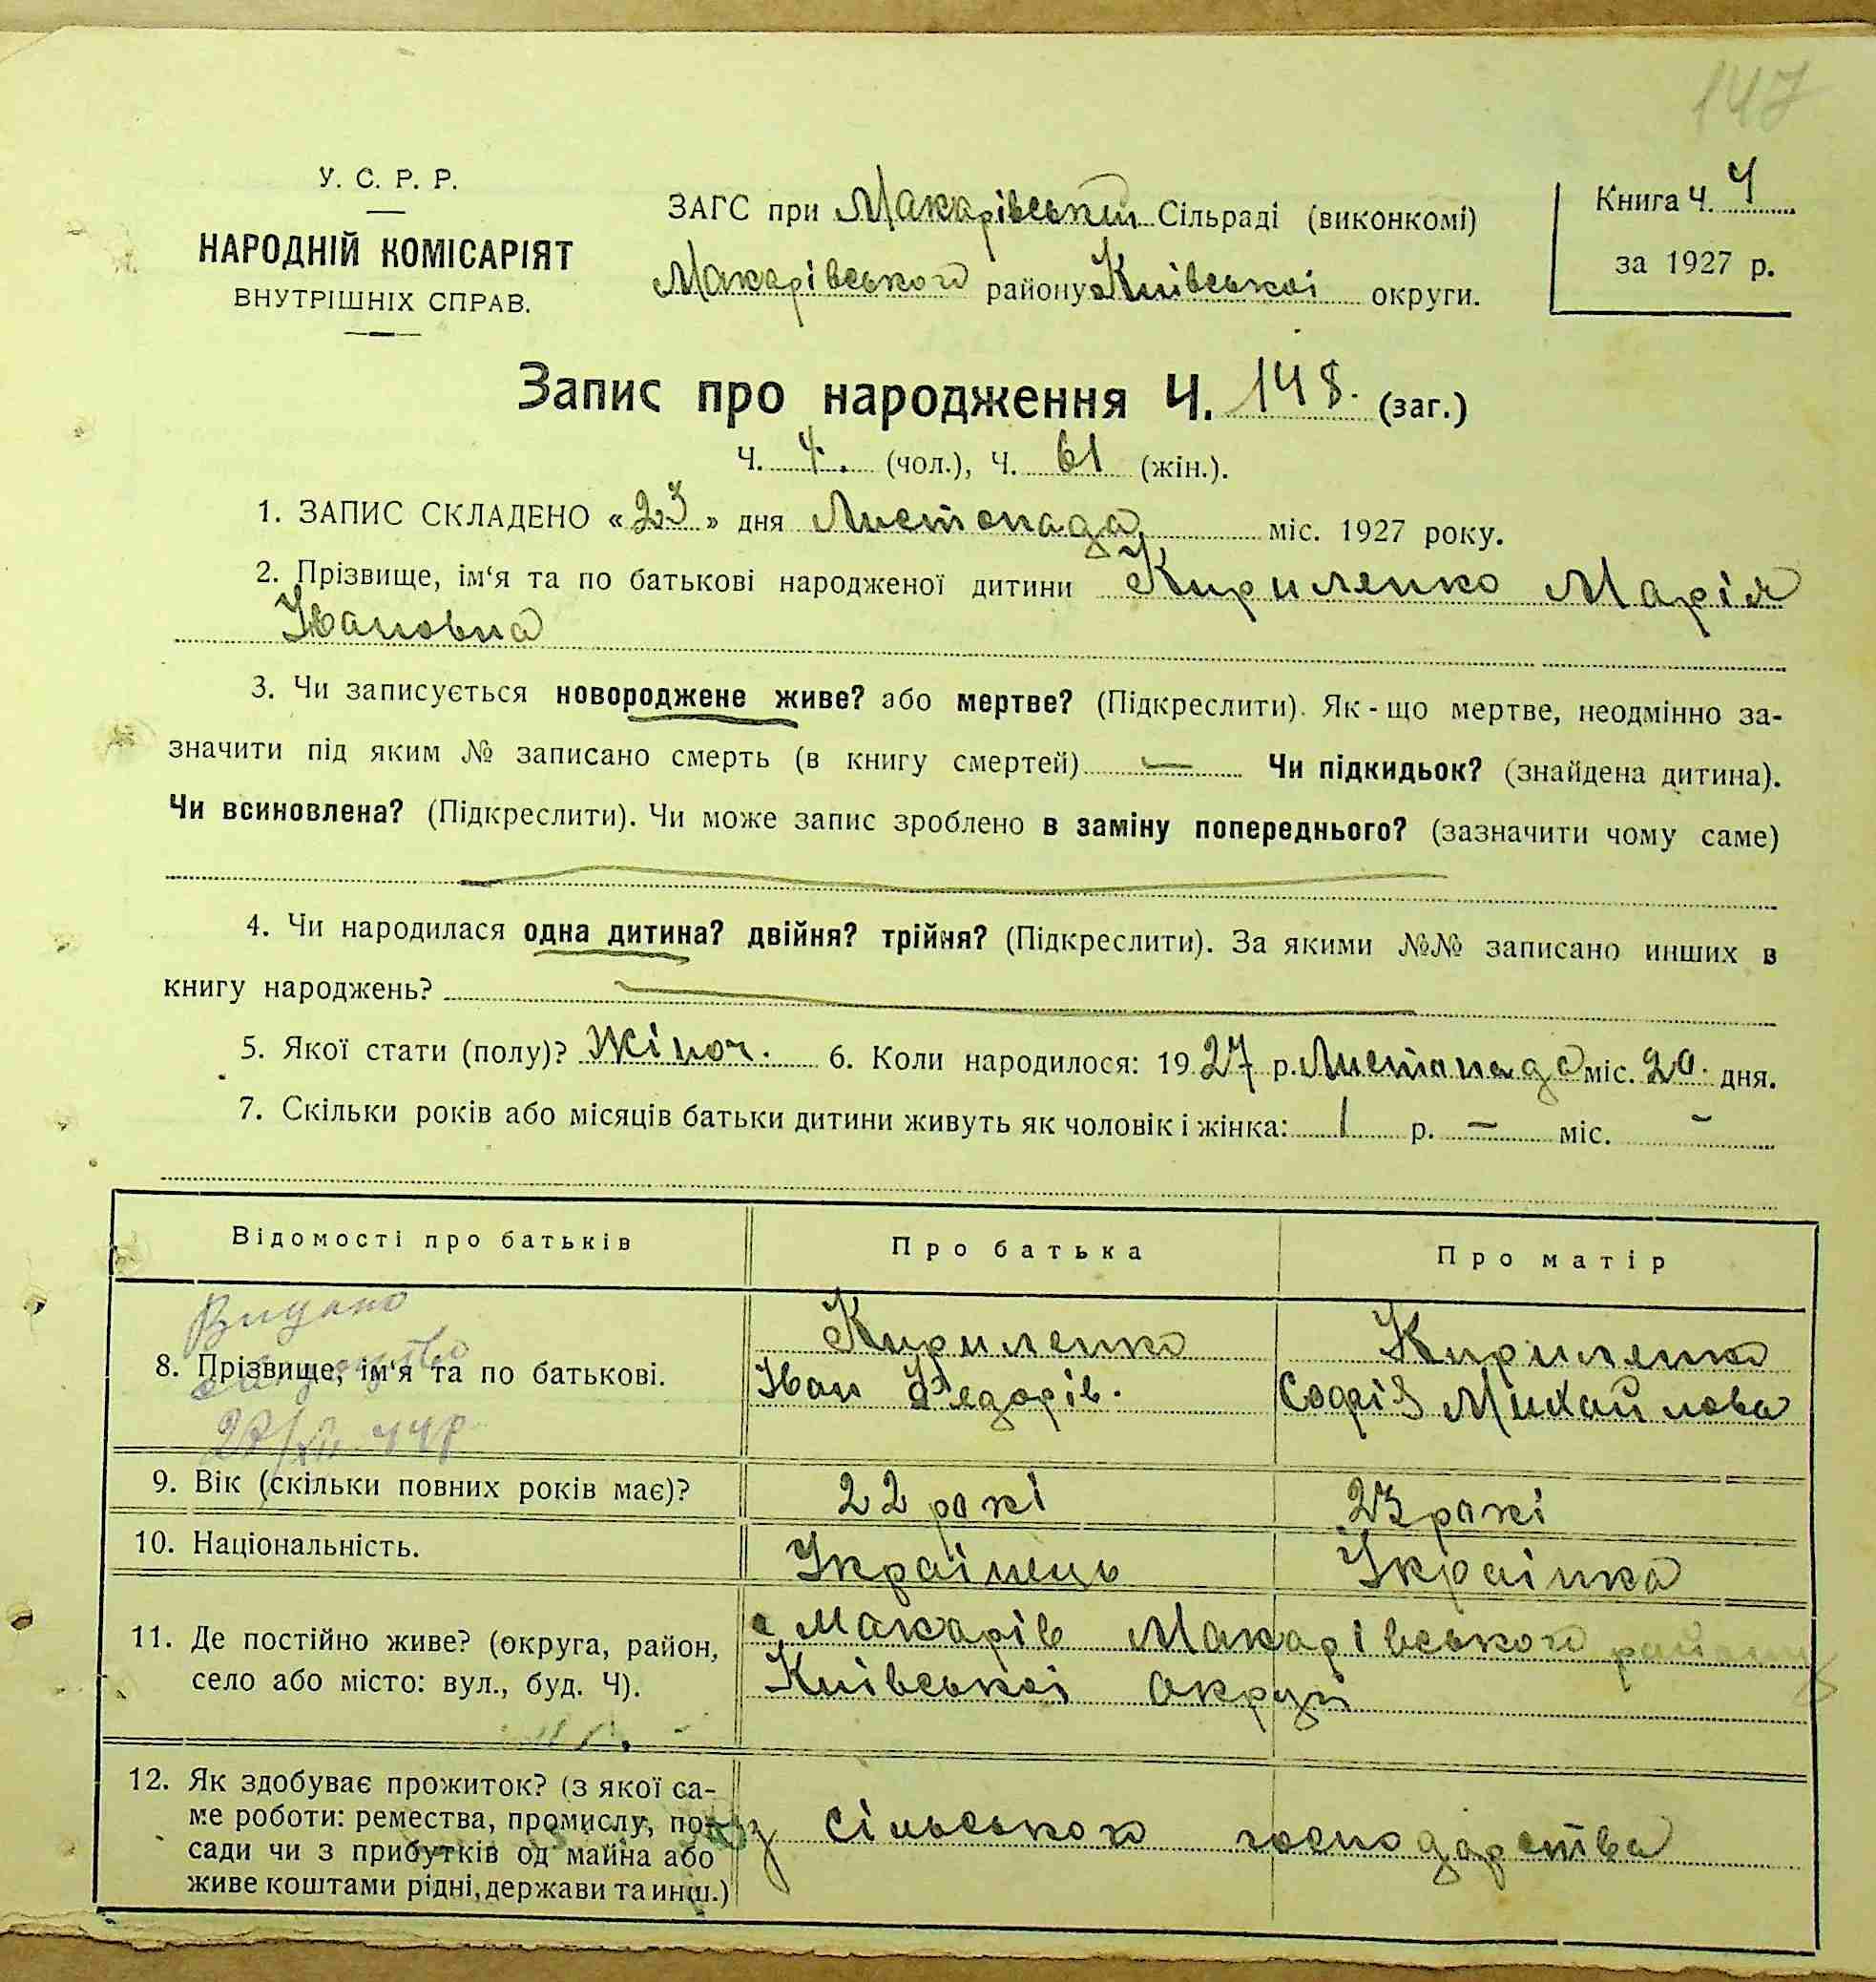 147
У. С. Р. Р.
НАРОДНІЙ КОМІСАРІЯТ
ВНУТРІШНІХ СПРАВ.
ЗАГС при Макарівській Сільраді (виконкомі)
Макарівського району Київської округи.
Книга Ч. 4
за 1927 р.
Запис про народження Ч. 148. (заг.)
Ч. (чол.), Ч. 61 (жін.).
1. ЗАПИС СКЛАДЕНО «23» дня Листопада міс. 1927 року.
2. Прізвище, ім‘я та по батькові народженої дитини Кириленко Марія
Івановна
3. Чи записується новороджене живе? або мертве? (Підкреслити). Як-що мертве, неодмінно за-
значити під яким № записано смерть (в книгу смертей) — Чи підкидьок? (знайдена дитина).
Чи всиновлена? (Підкреслити). Чи може запис зроблено в заміну попереднього? (зазначити чому саме)
4. Чи народилася одна дитина? двійня? трійня? (Підкреслити). За якими №№ записано инших в
книгу народжень?
5. Якої стати (полу)? Жіноч. 6. Коли народилося: 1927 р. Листопада міс. 20. дня.
7. Скільки років або місяців батьки дитини живуть як чоловік і жінка: 1 р. — міс. -
Відомості про батьків
Про батька
Про матір
Видано
8. Прізвище, ім‘я та по батькові.
Кириленко
Іван Федорів.
Кириленко
Софія Михайлова
9. Вік (скільки повних років має)?
22 рокі
23 рокі
10. Національність.
Українець
Українка
11. Де постійно живе? (округа, район,
село або місто: вул., буд. Ч).
с Макарів Макарівського району
Київської округи
12. Як здобуває прожиток? (з якої са-
ме роботи: ремества, промислу, по-
сади чи з прибутків од майна або
живе коштами рідні, держави та инш.)
з сільського господарства